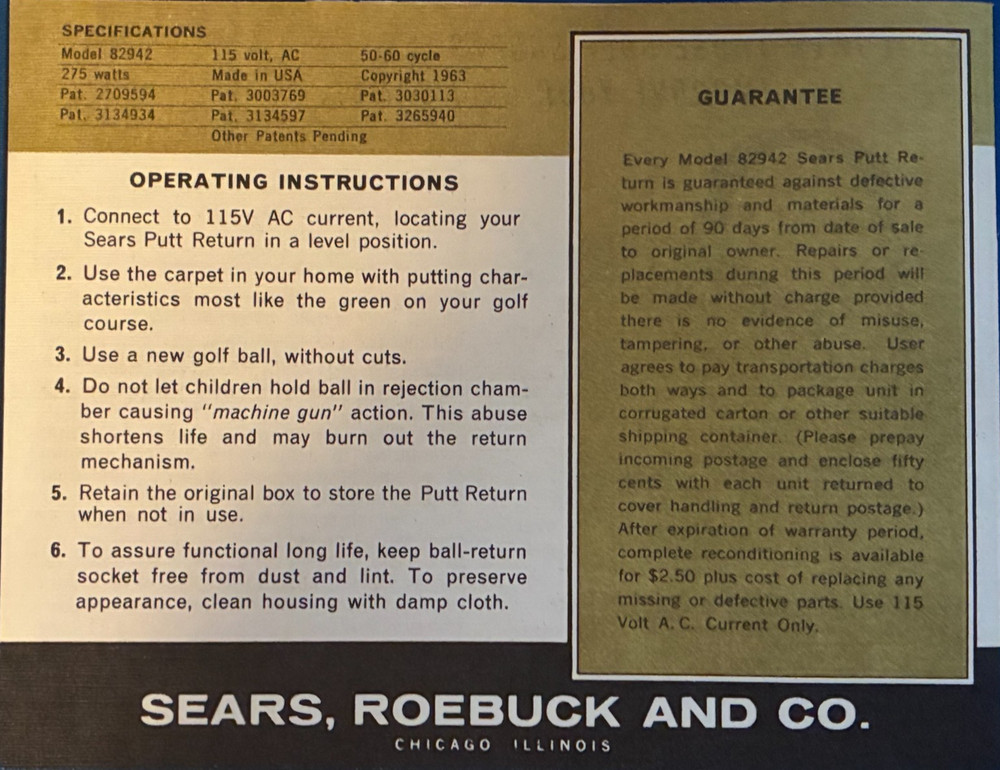 SPECIFICATIONS
Model 82942 115 volt, AC 50-60 cycle
275 watts Made in USA Copyright 1963
Pat. 2709594 Pat. 3003769 Pat. 3030113
Pat. 3134934 Pat. 3134597 Pat. 3265940
Other Patents Pending
OPERATING INSTRUCTIONS
1. Connect to 115V AC current, locating your
Sears Putt Return in a level position.
2. Use the carpet in your home with putting char-
acteristics most like the green on your golf
course.
3. Use a new golf ball, without cuts.
4. Do not let children hold ball in rejection cham-
ber causing "machine gun" action. This abuse
shortens life and may burn out the return
mechanism.
5. Retain the original box to store the Putt Return
when not in use.
6. To assure functional long life, keep ball-return
socket free from dust and lint. To preserve
appearance, clean housing with damp cloth.
GUARANTEE
Every Model 82942 Sears Putt Re-
turn is guaranteed against defective
workmanship and materials for a
period of 90 days from date of sale
to original owner. Repairs or re-
placements during this period will
be made without charge provided
there is no evidence of misuse,
tampering, or other abuse. User
agrees to pay transportation charges
both ways and to package unit in
corrugated carton or other suitable
shipping container. (Please prepay
incoming postage and enclose fifty
cents with each unit returned to
cover handling and return postage.)
After expiration of warranty period,
complete reconditioning is available
for $2.50 plus cost of replacing any
missing or defective parts. Use 115
Volt A. C. Current Only.
SEARS, ROEBUCK AND CO.
CHICAGO ILLINOIS